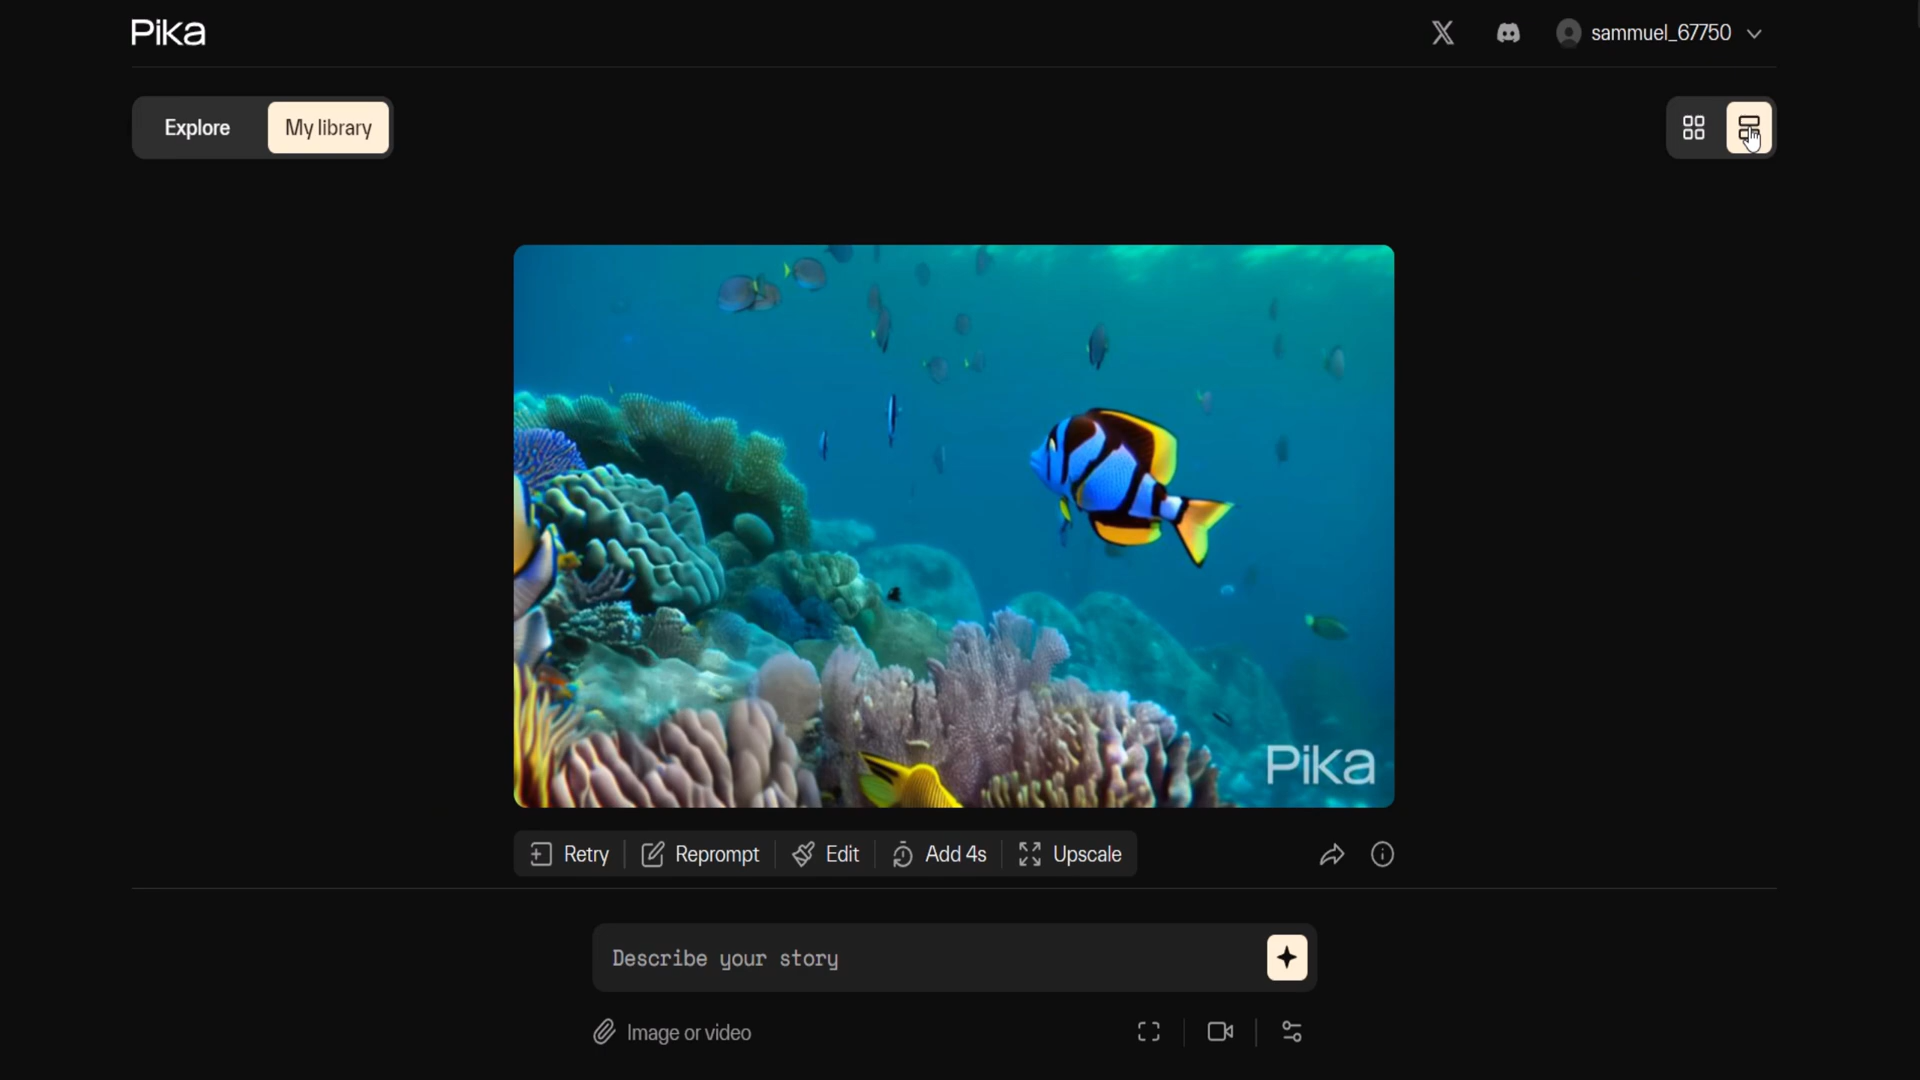 Pika
sammuel_67750
Explore
My library
Pika
Retry
Reprompt
Edit
Add 4s
Upscale
Describe your story
Image or video